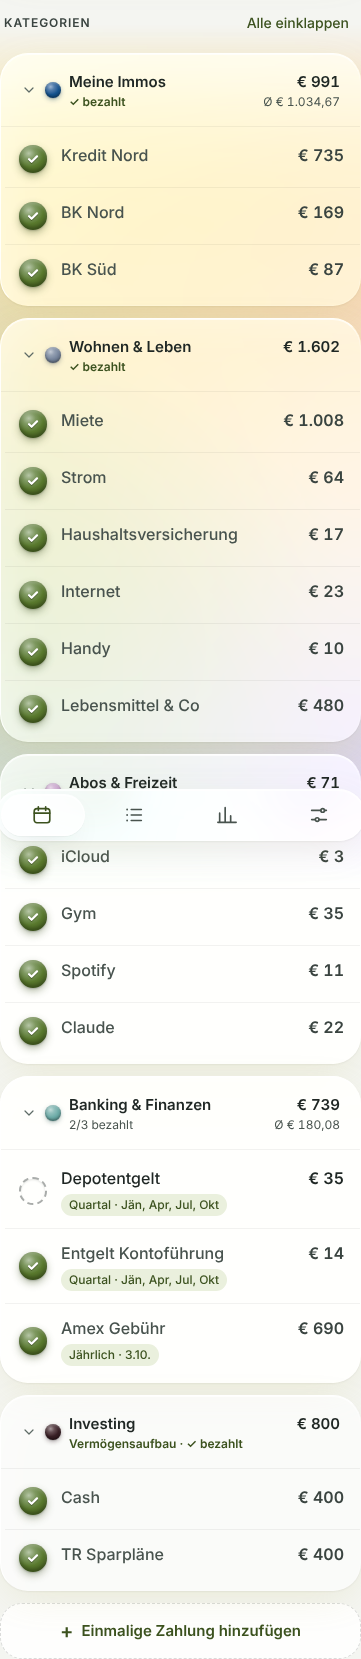 KATEGORIEN Alle einklappen
Meine Immos € 991
✓ bezahlt Ø € 1.034,67
Kredit Nord € 735
BK Nord € 169
BK Süd € 87
Wohnen & Leben € 1.602
✓ bezahlt
Miete € 1.008
Strom € 64
Haushaltsversicherung € 17
Internet € 23
Handy € 10
Lebensmittel & Co € 480
Abos & Freizeit € 71
iCloud € 3
Gym € 35
Spotify € 11
Claude € 22
Banking & Finanzen € 739
2/3 bezahlt Ø € 180,08
Depotentgelt € 35
Quartal · Jän, Apr, Jul, Okt
Entgelt Kontoführung € 14
Quartal · Jän, Apr, Jul, Okt
Amex Gebühr € 690
Jährlich · 3.10.
Investing € 800
Vermögensaufbau · ✓ bezahlt
Cash € 400
TR Sparpläne € 400
+ Einmalige Zahlung hinzufügen